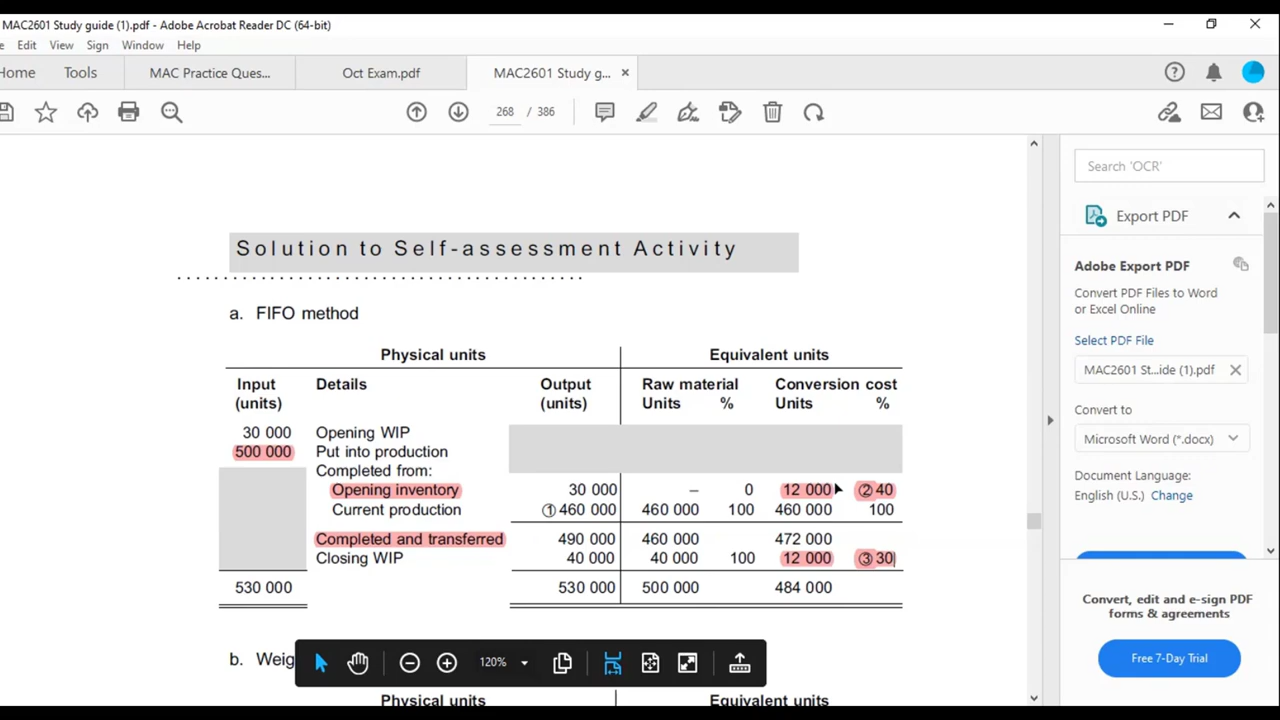 MAC2601 Study guide (1).pdf - Adobe Acrobat Reader DC (64-bit)
Edit View Sign Window Help
Home Tools MAC Practice Ques... Oct Exam.pdf MAC2601 Study g... ×
268 / 386
Search 'OCR'
Export PDF
Adobe Export PDF
Convert PDF Files to Word
or Excel Online
Select PDF File
MAC2601 St...ide (1).pdf
Convert to
Microsoft Word (*.docx)
Document Language:
English (U.S.) Change
Convert, edit and e-sign PDF
forms & agreements
Free 7-Day Trial
Solution to Self-assessment Activity
a. FIFO method
Physical units Equivalent units
Input Details Output Raw material Conversion cost
(units) (units) Units % Units %
30 000 Opening WIP
500 000 Put into production
Completed from:
Opening inventory 30 000 – 0 12 000 ② 40
Current production ① 460 000 460 000 100 460 000 100
Completed and transferred 490 000 460 000 472 000
Closing WIP 40 000 40 000 100 12 000 ③ 30
530 000 530 000 500 000 484 000
b. Weig
120%
Physical units Equivalent units